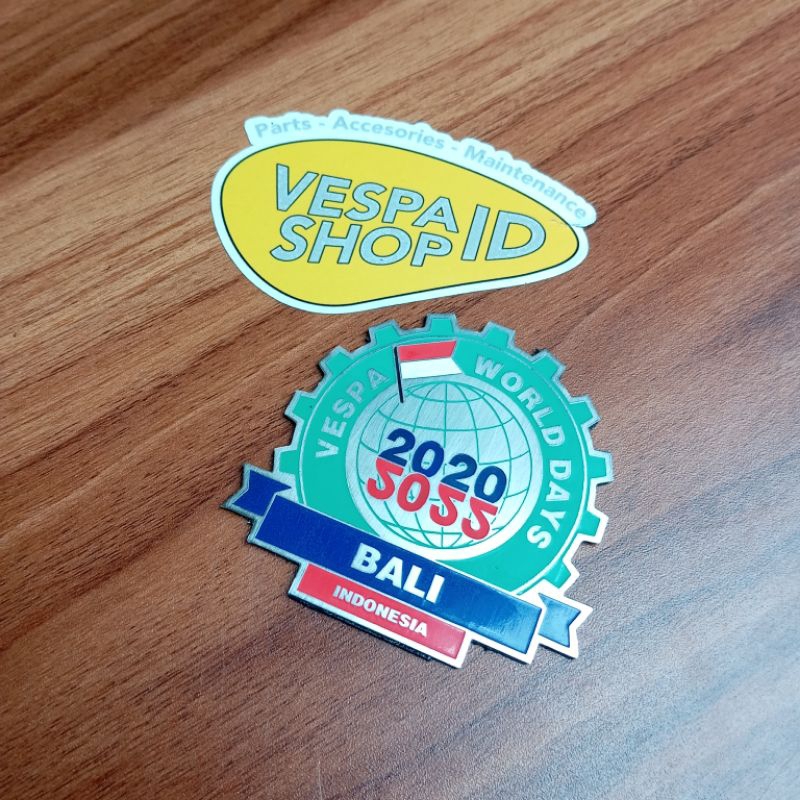 Parts - Accesories - Maintenance
VESPA
SHOP ID
VESPA WORLD DAYS
2020
2022
BALI
INDONESIA